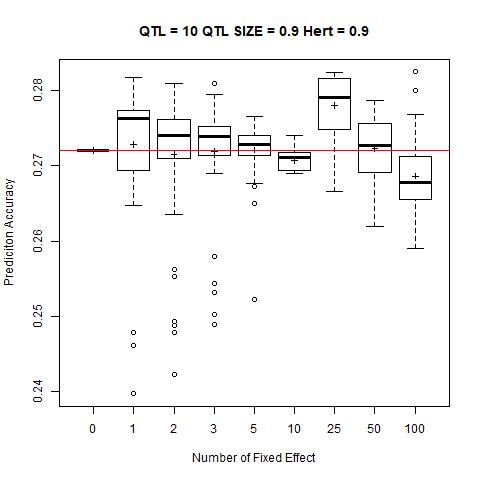 QTL = 10 QTL SIZE = 0.9 Hert = 0.9
0.28
0.27
0.26
0.25
0.24
Prediciton Accuracy
0 1 2 3 5 10 25 50 100
Number of Fixed Effect